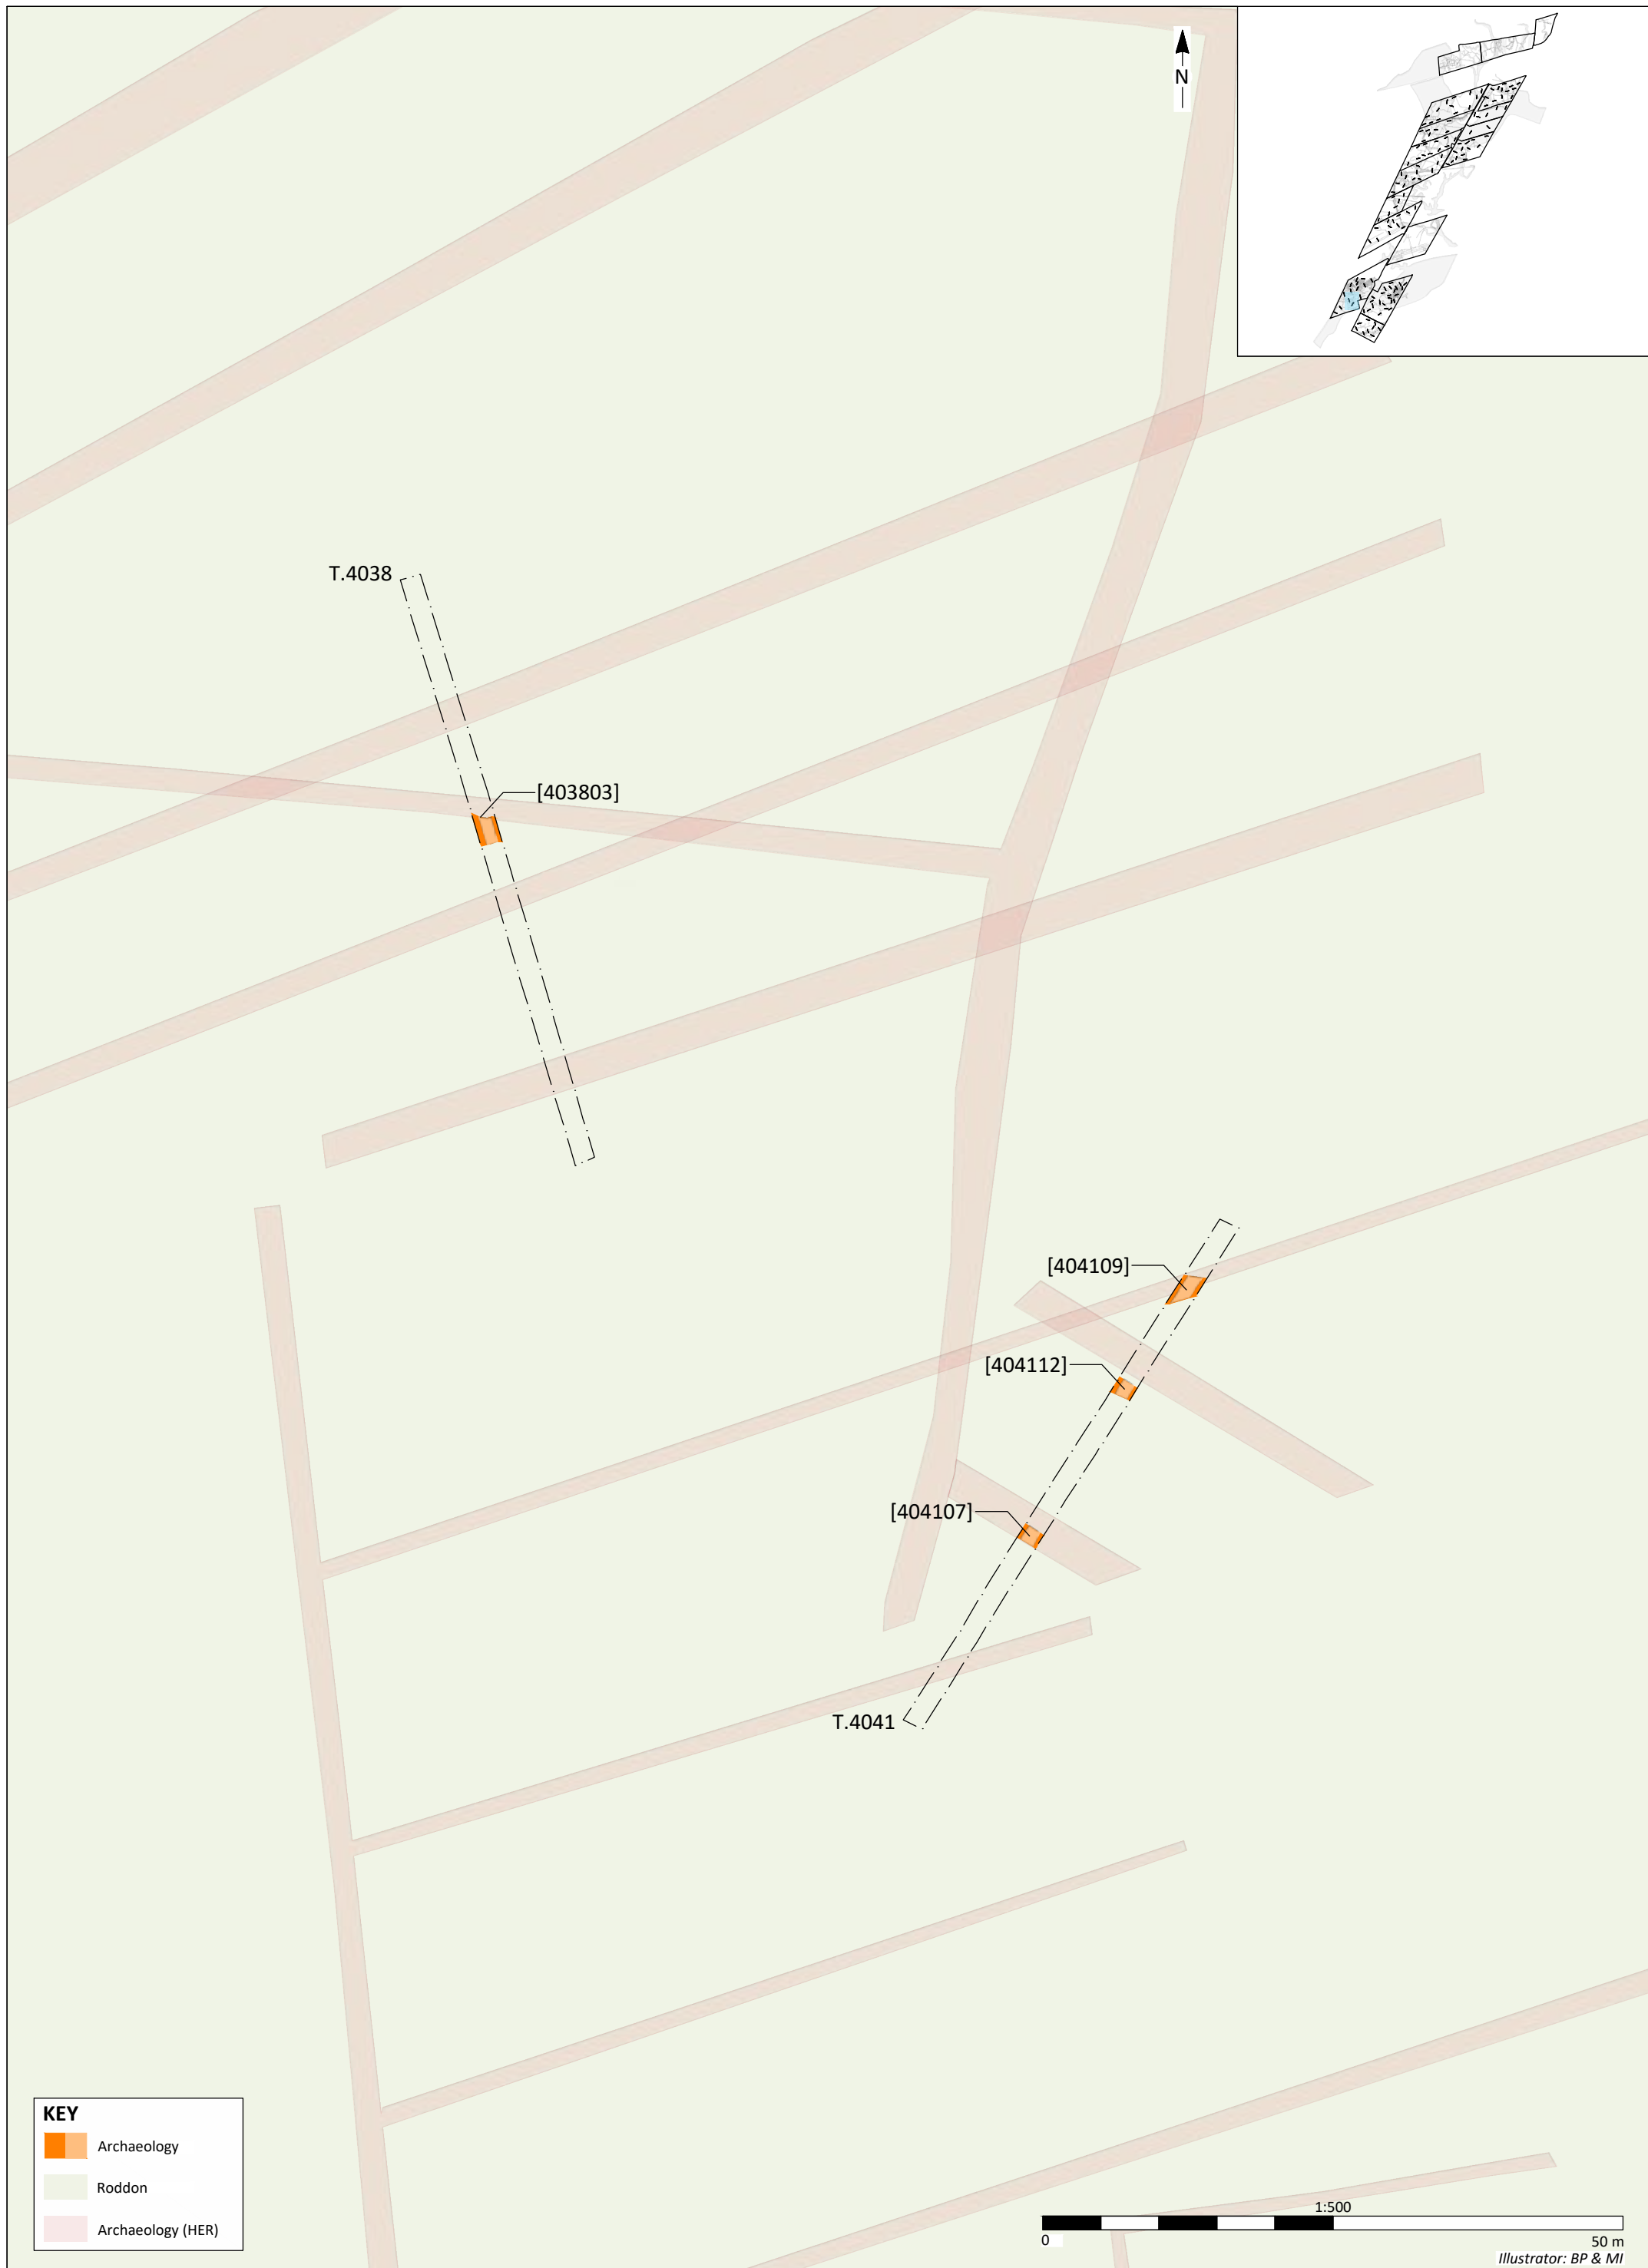 N
T.4038
[403803]
[404109]
[404112]
[404107]
T.4041
KEY
Archaeology
Roddon
Archaeology (HER)
1:500
0
50 m
Illustrator: BP & MI